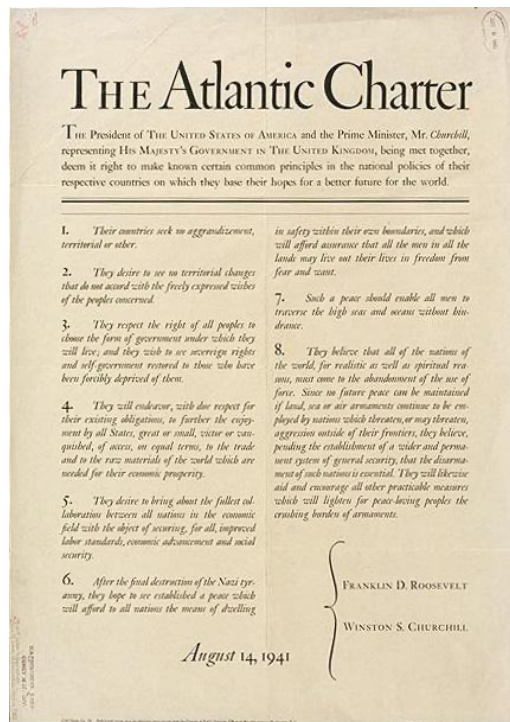 THE Atlantic Charter
THE President of THE UNITED STATES OF AMERICA and the Prime Minister, Mr. Churchill,
representing HIS MAJESTY'S GOVERNMENT IN THE UNITED KINGDOM, being met together,
deem it right to make known certain common principles in the national policies of their
respective countries on which they base their hopes for a better future for the world.
1. Their countries seek no aggrandizement,
territorial or other.
2. They desire to see no territorial changes
that do not accord with the freely expressed wishes
of the peoples concerned.
3. They respect the right of all peoples to
choose the form of government under which they
will live; and they wish to see sovereign rights
and self-government restored to those who have
been forcibly deprived of them.
4. They will endeavor, with due respect for
their existing obligations, to further the enjoy-
ment by all States, great or small, victor or van-
quished, of access, on equal terms, to the trade
and to the raw materials of the world which are
needed for their economic prosperity.
5. They desire to bring about the fullest col-
laboration between all nations in the economic
field with the object of securing, for all, improved
labor standards, economic advancement and social
security.
6. After the final destruction of the Nazi tyr-
anny, they hope to see established a peace which
will afford to all nations the means of dwelling
in safety within their own boundaries, and which
will afford assurance that all the men in all the
lands may live out their lives in freedom from
fear and want.
7. Such a peace should enable all men to
traverse the high seas and oceans without hin-
drance.
8. They believe that all of the nations of
the world, for realistic as well as spiritual rea-
sons, must come to the abandonment of the use of
force. Since no future peace can be maintained
if land, sea or air armaments continue to be em-
ployed by nations which threaten, or may threaten,
aggression outside of their frontiers, they believe,
pending the establishment of a wider and perma-
nent system of general security, that the disarma-
ment of such nations is essential. They will likewise
aid and encourage all other practicable measures
which will lighten for peace-loving peoples the
crushing burden of armaments.
FRANKLIN D. ROOSEVELT
WINSTON S. CHURCHILL
August 14, 1941